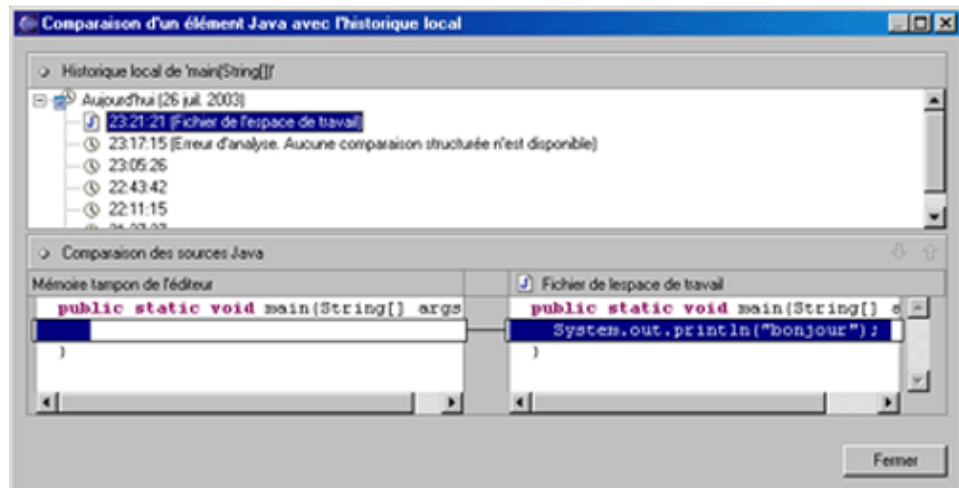 Comparaison d'un élément Java avec l'historique local
Historique local de 'main(String[])'
Aujourd'hui (26 juil. 2003)
23:21:21 (Fichier de l'espace de travail)
23:17:15 (Erreur d'analyse. Aucune comparaison structurée n'est disponible)
23:05:26
22:43:42
22:11:15
Comparaison des sources Java
Mémoire tampon de l'éditeur
Fichier de lespace de travail
public static void main(String[] args
public static void main(String[]
System.out.println("bonjour");
}
}
Fermer